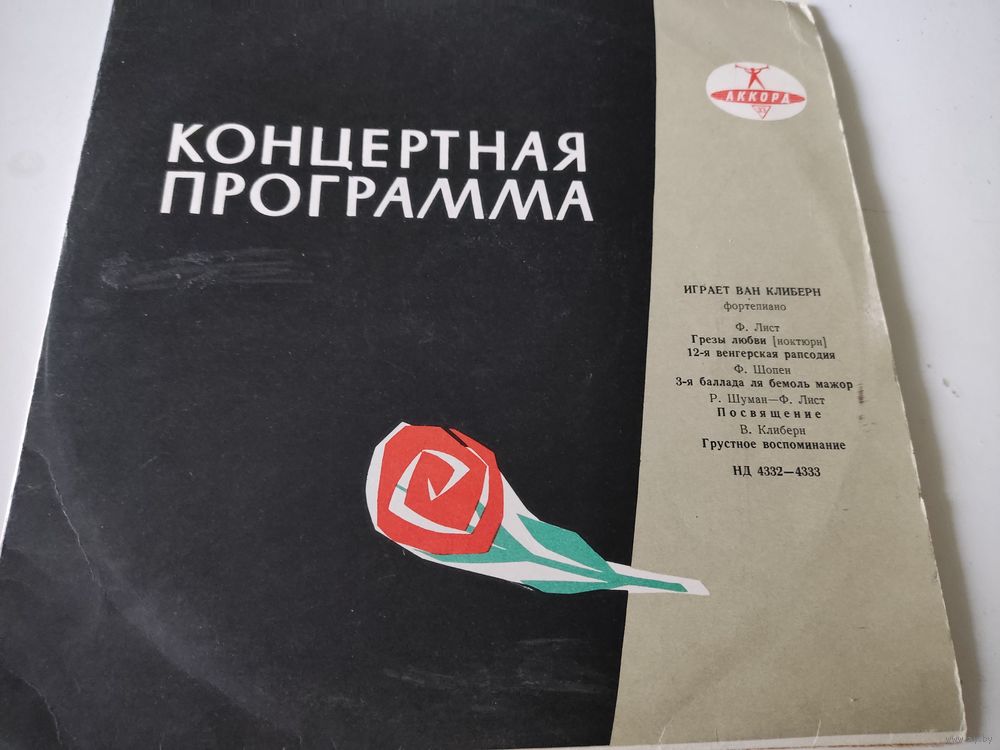 КОНЦЕРТНАЯ
ПРОГРАММА
АККОРД
33
ИГРАЕТ ВАН КЛИБЕРН
фортепиано
Ф. Лист
Грезы любви [ноктюрн]
12-я венгерская рапсодия
Ф. Шопен
3-я баллада ля бемоль мажор
Р. Шуман—Ф. Лист
Посвящение
В. Клиберн
Грустное воспоминание
НД 4332—4333